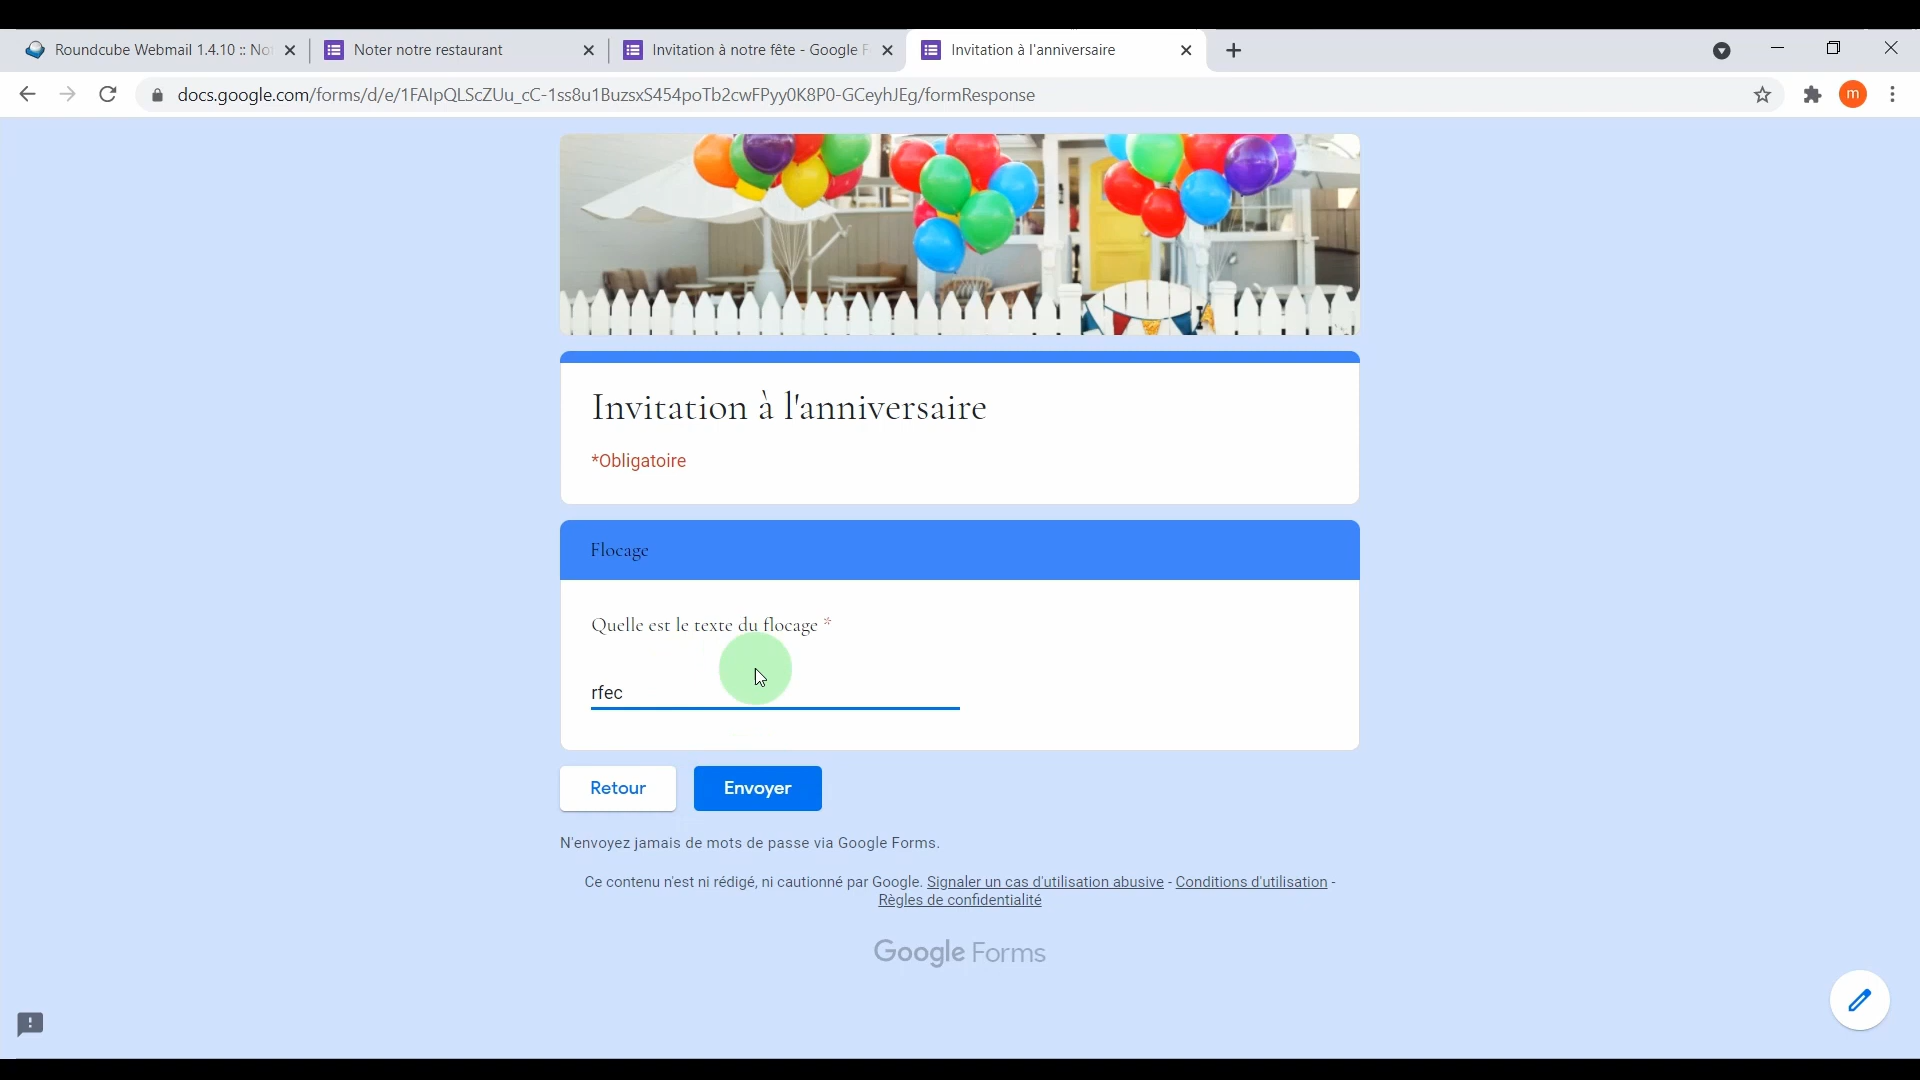 Roundcube Webmail 1.4.10 :: No
Noter notre restaurant
Invitation à notre fête - Google F
Invitation à l'anniversaire
docs.google.com/forms/d/e/1FAIpQLScZUu_cC-1ss8u1BuzsxS454poTb2cwFPyy0K8P0-GCeyhJEg/formResponse
m
Invitation à l'anniversaire
*Obligatoire
Flocage
Quelle est le texte du flocage *
rfec
Retour
Envoyer
N'envoyez jamais de mots de passe via Google Forms.
Ce contenu n'est ni rédigé, ni cautionné par Google. Signaler un cas d'utilisation abusive - Conditions d'utilisation -
Règles de confidentialité
Google Forms